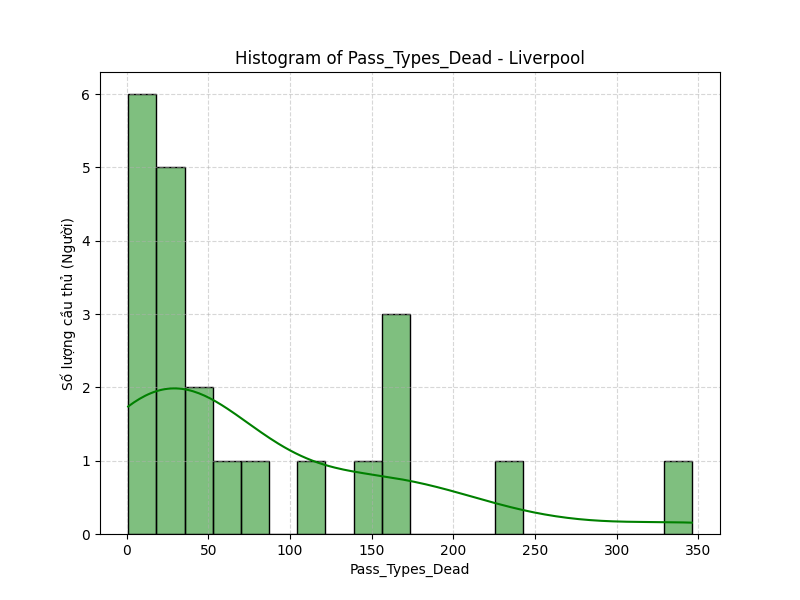 Histogram of Pass_Types_Dead - Liverpool
Số lượng cầu thủ (Người)
6
5
4
3
2
1
0
0 50 100 150 200 250 300 350
Pass_Types_Dead